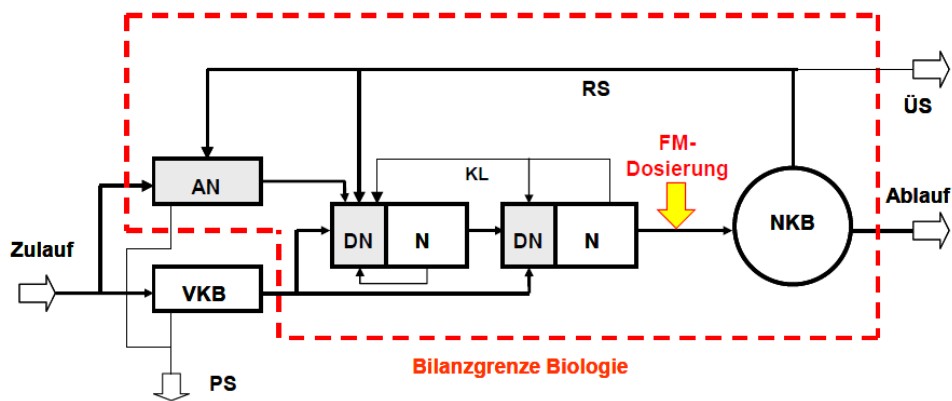 RS
ÜS
FM-
Dosierung
AN
KL
NKB
Ablauf
DN
N
DN
N
Zulauf
VKB
Bilanzgrenze Biologie
PS